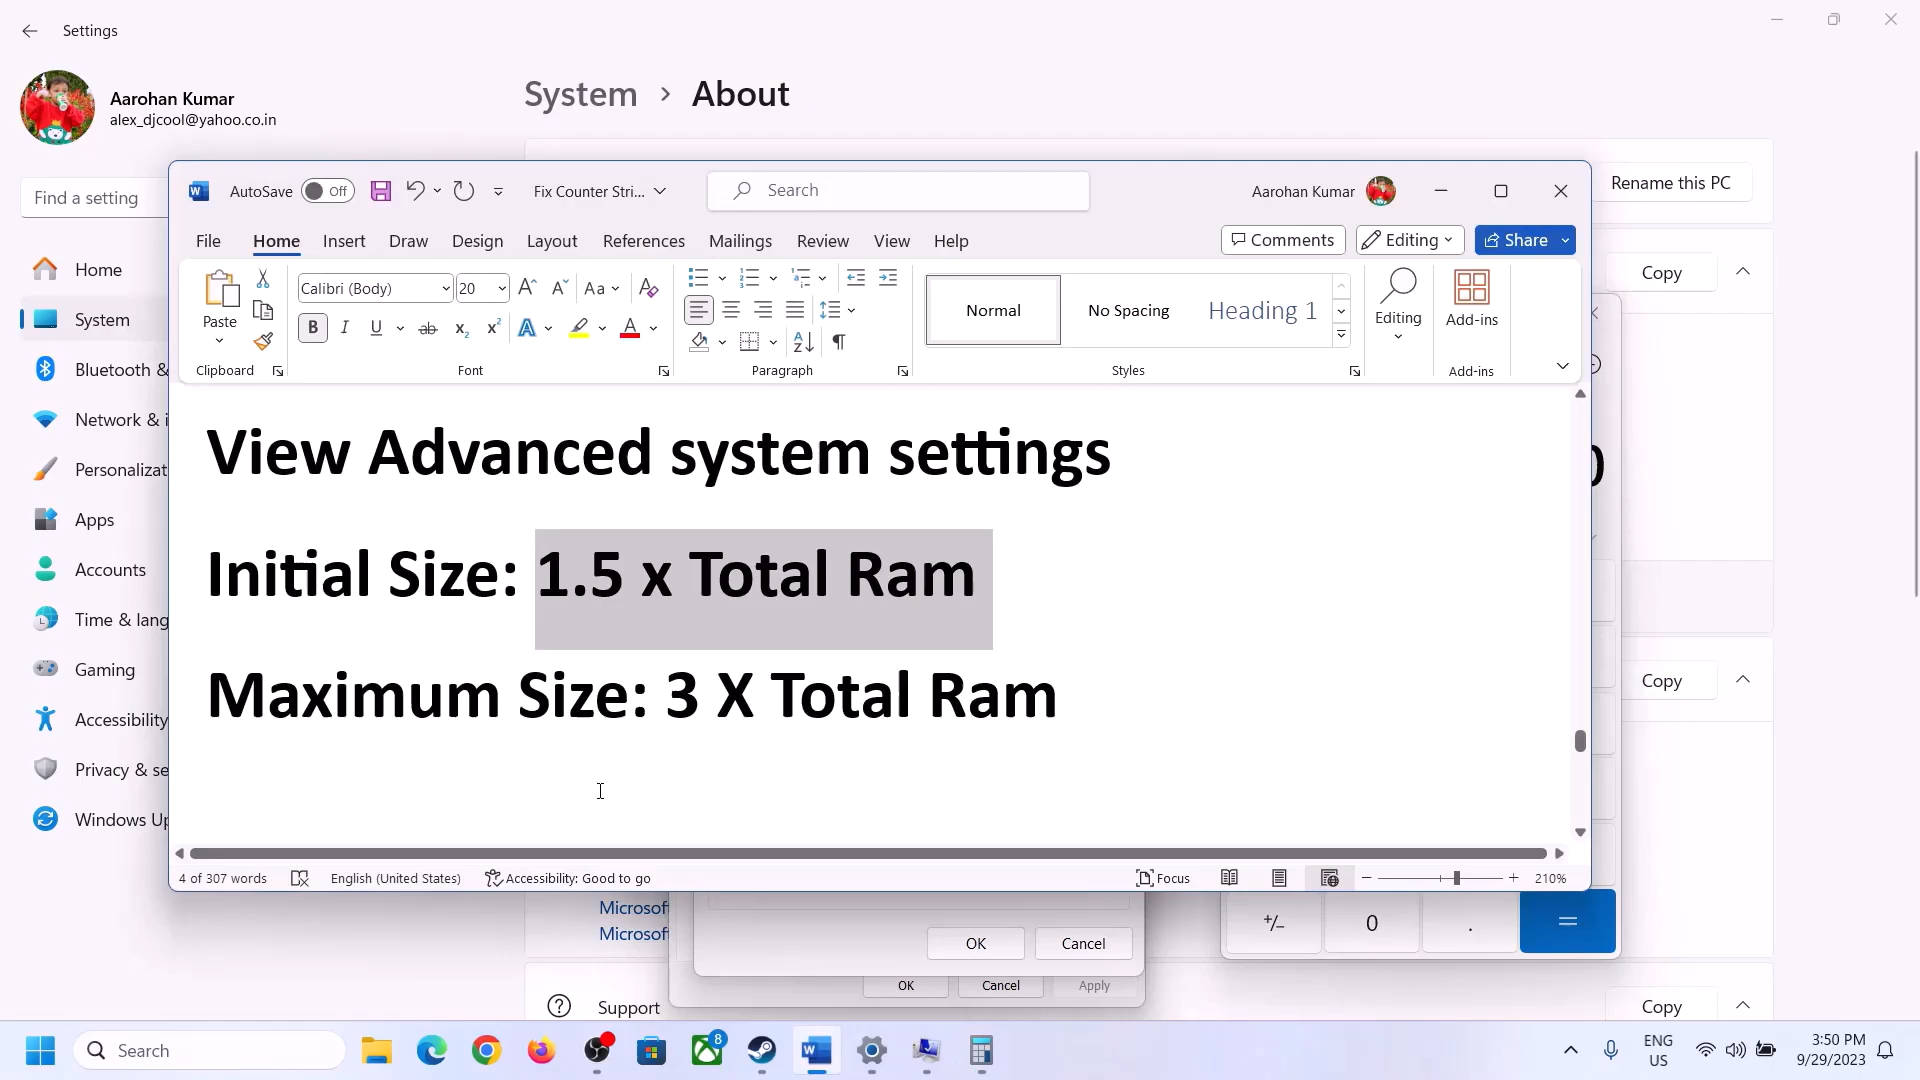 Settings
Aarohan Kumar
alex_djcool@yahoo.co.in
System > About
Find a setting
Rename this PC
AutoSave Off Fix Counter Stri... Search Aarohan Kumar
File Home Insert Draw Design Layout References Mailings Review View Help Comments Editing Share
Home
System
Bluetooth &
Network & i
Personalizat
Apps
Accounts
Time & lang
Gaming
Accessibility
Privacy & se
Windows Up
Copy
Paste
Calibri (Body) 20
Normal
No Spacing
Heading 1
Editing
Add-ins
Clipboard Font Paragraph Styles Add-ins
View Advanced system settings
Initial Size: 1.5 x Total Ram
Maximum Size: 3 X Total Ram
Copy
4 of 307 words English (United States) Accessibility: Good to go Focus 210%
Microsof
Microsof
OK Cancel
OK Cancel Apply
+/- 0 . =
Support
Copy
Search
8
ENG
US
3:50 PM
9/29/2023